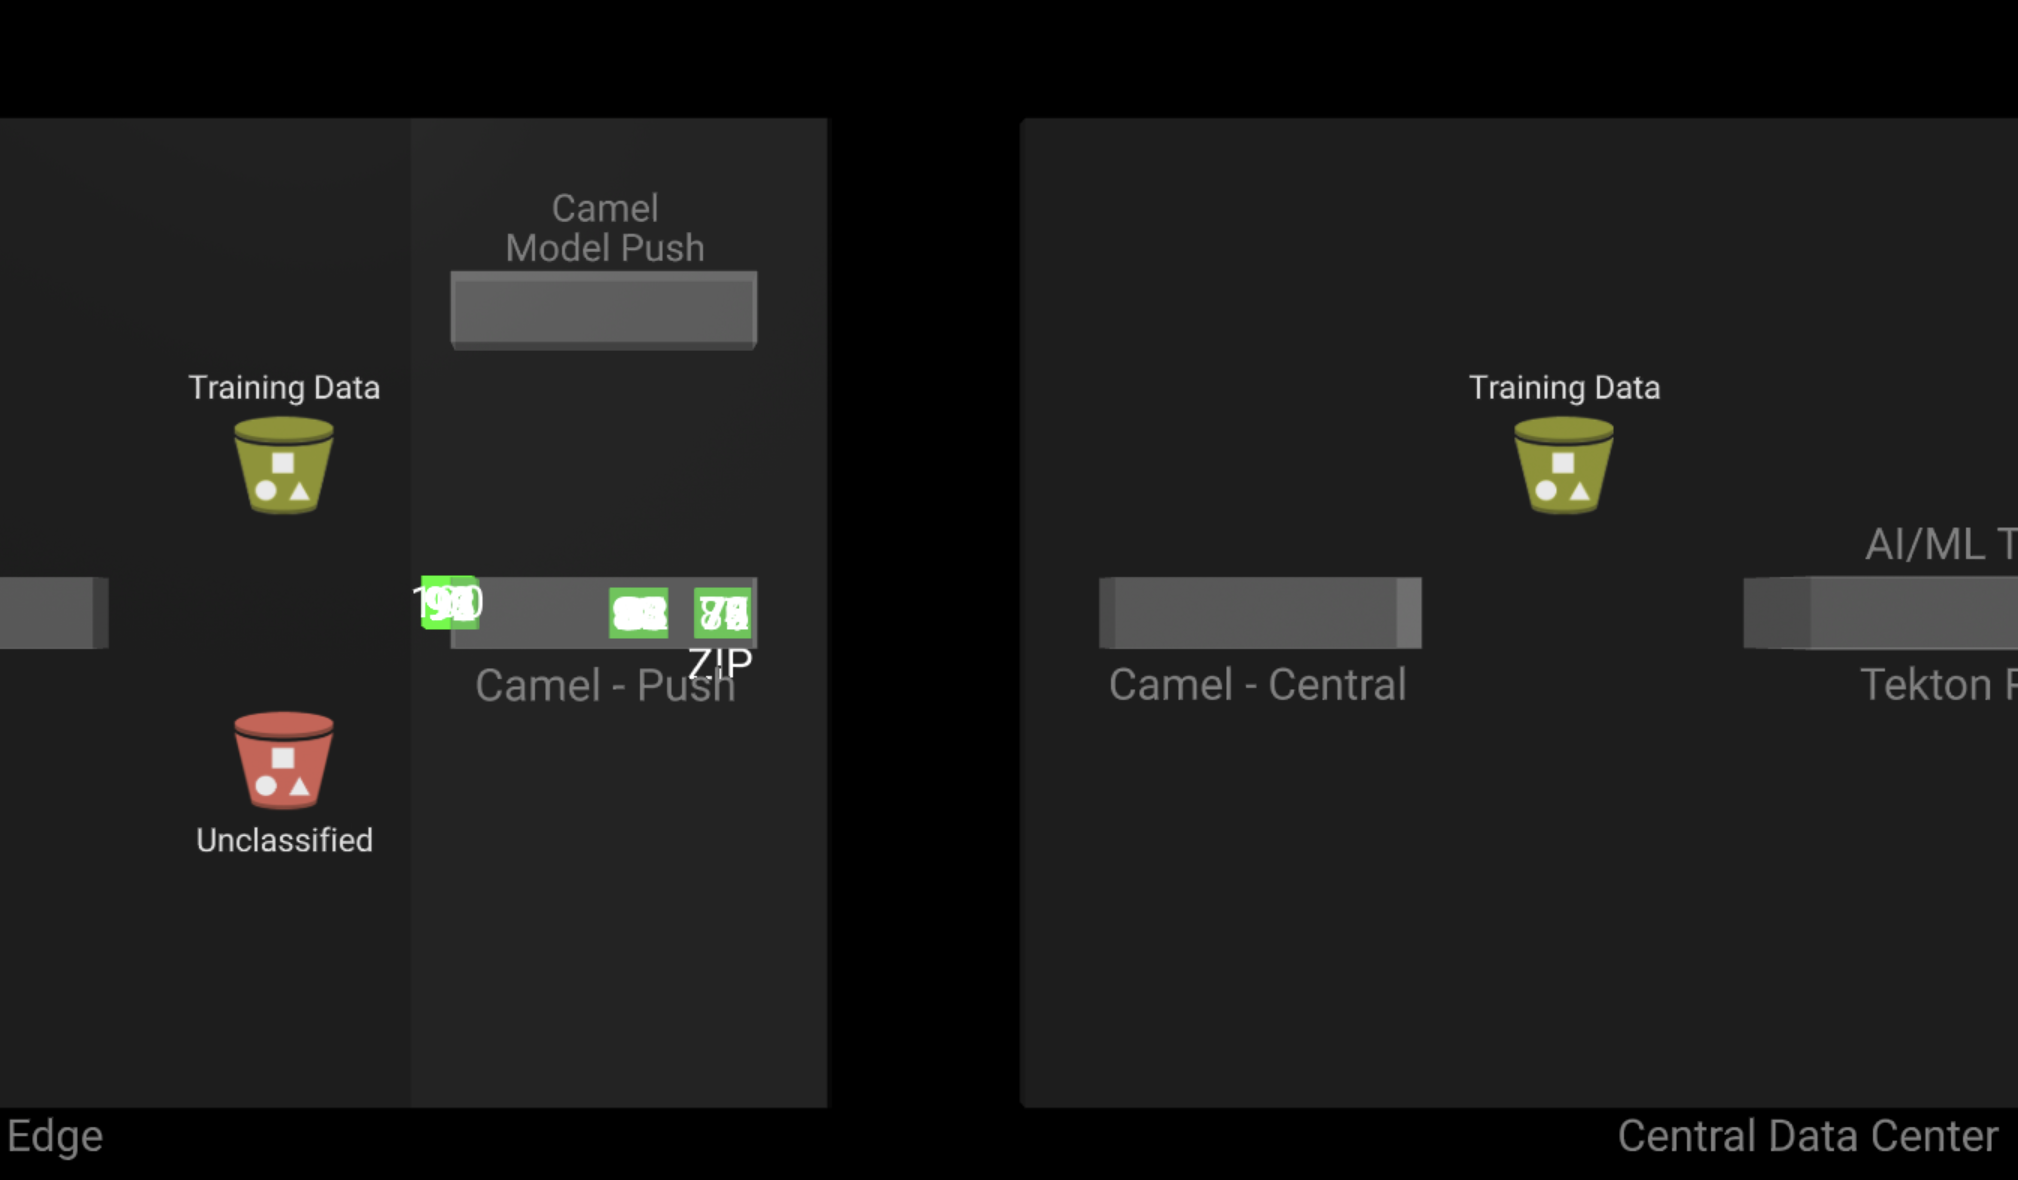 Camel
Model Push
Training Data
Training Data
AI/ML
ZIP
Camel - Push
Camel - Central
Tekton
Unclassified
Edge
Central Data Center